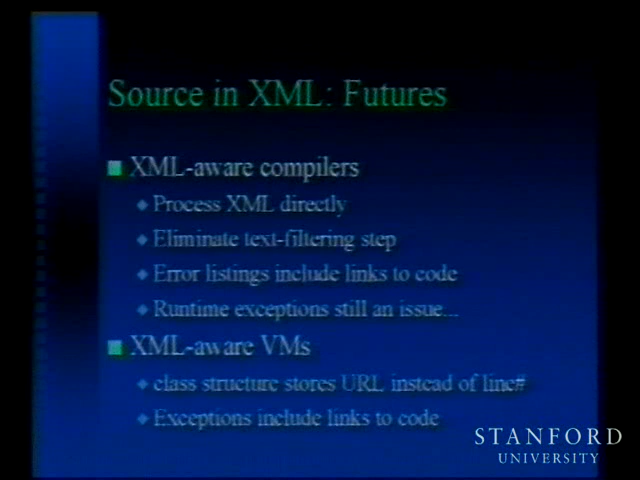 Source in XML: Futures
XML-aware compilers
Process XML directly
Eliminate text-filtering step
Error listings include links to code
Runtime exceptions still an issue...
XML-aware VMs
class structure stores URL instead of line#
Exceptions include links to code
STANFORD
UNIVERSITY